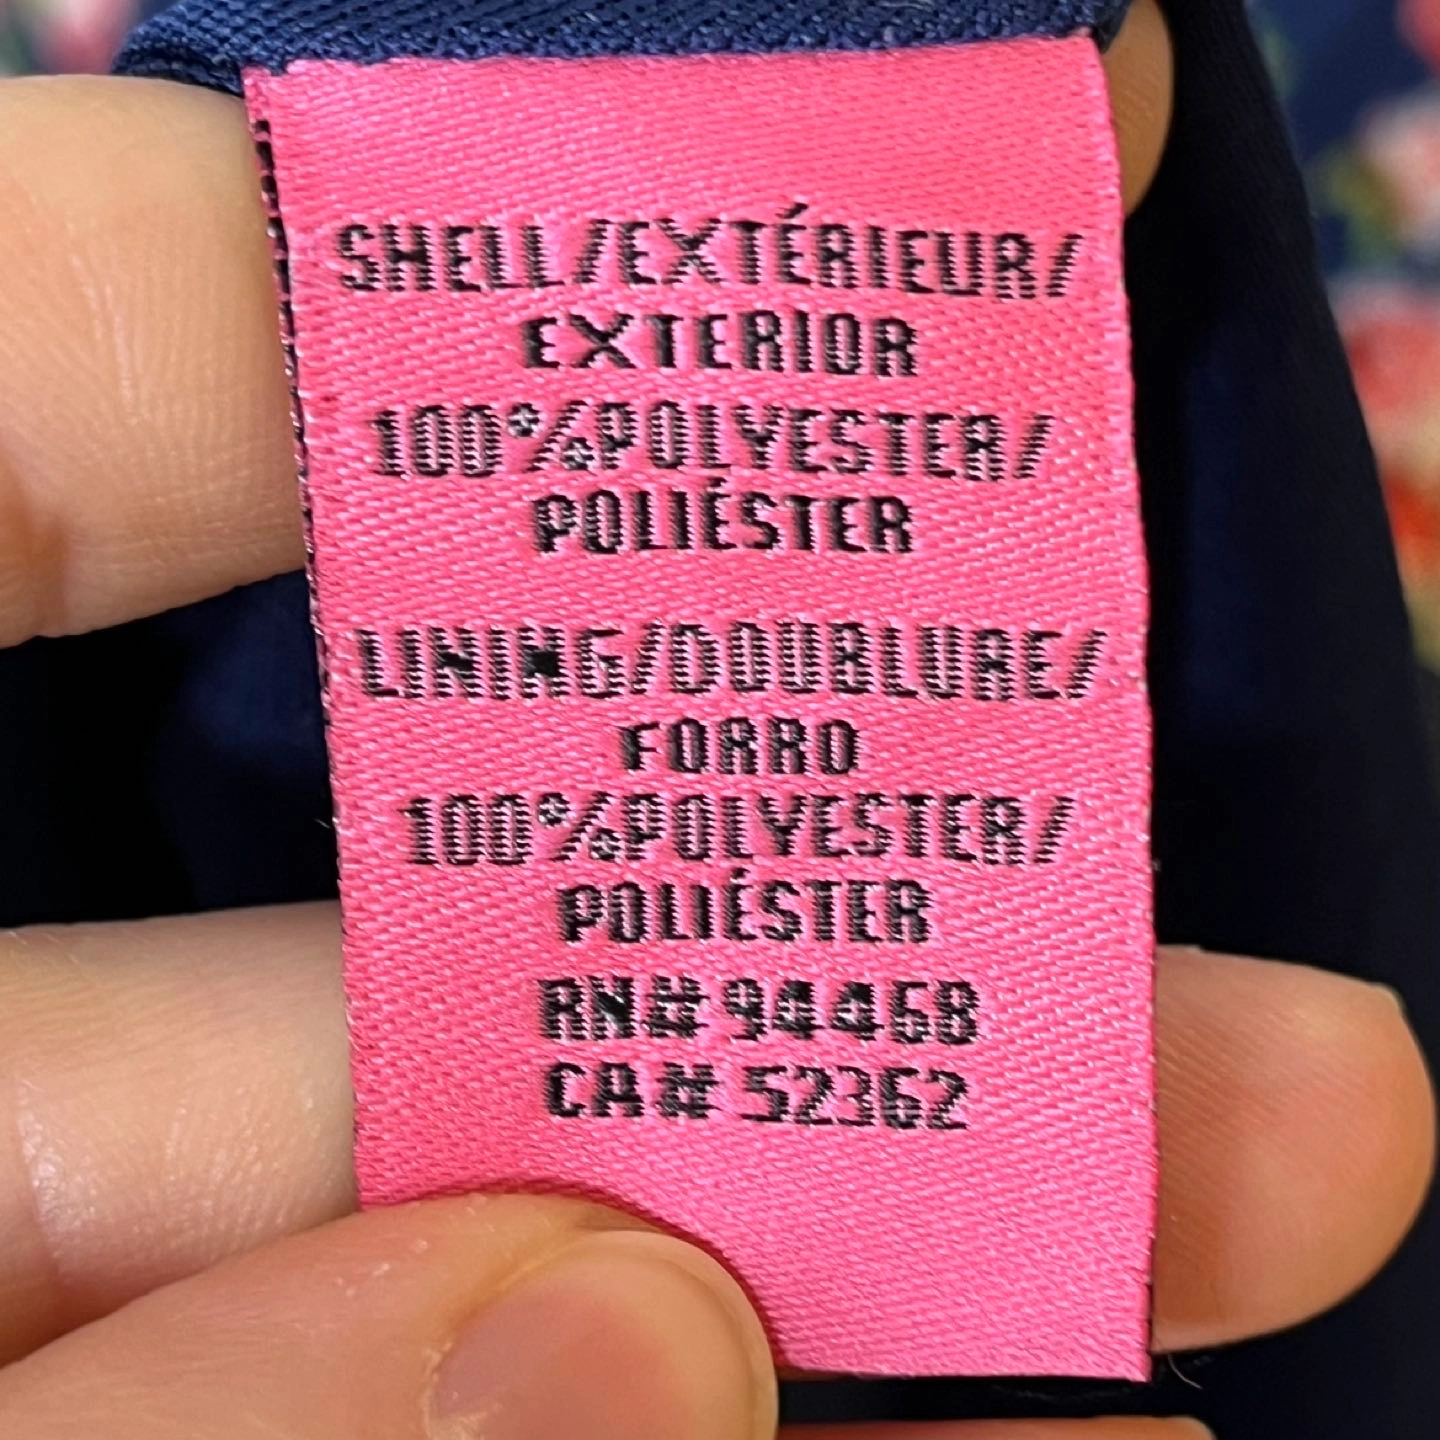 SHELL/EXTÉRIEUR/
EXTERIOR
100%POLYESTER/
POLIÉSTER
LINING/DOUBLURE/
FORRO
100%POLYESTER/
POLIÉSTER
RN# 94468
CA# 52362